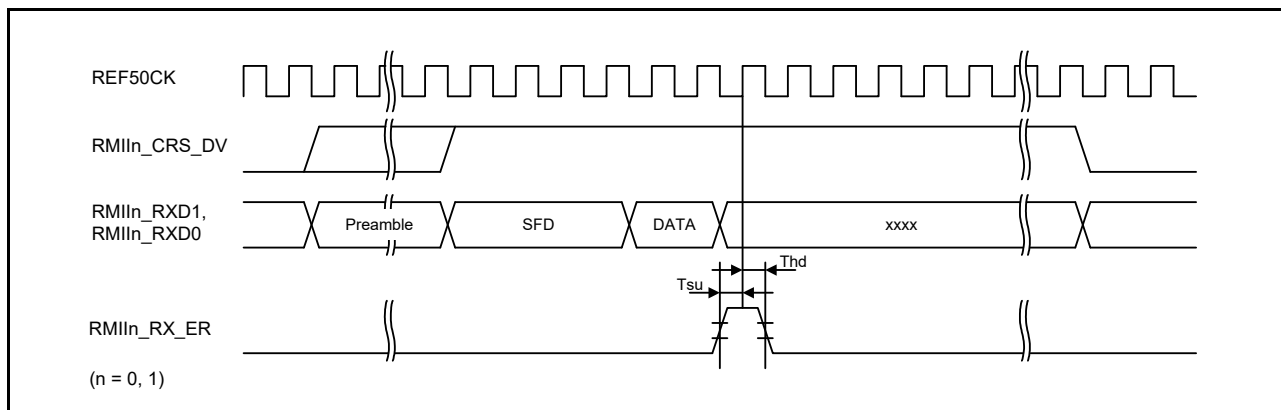 REF50CK
RMIIn_CRS_DV
RMIIn_RXD1,
RMIIn_RXD0
Preamble
SFD
DATA
xxxx
Thd
Tsu
RMIIn_RX_ER
(n = 0, 1)